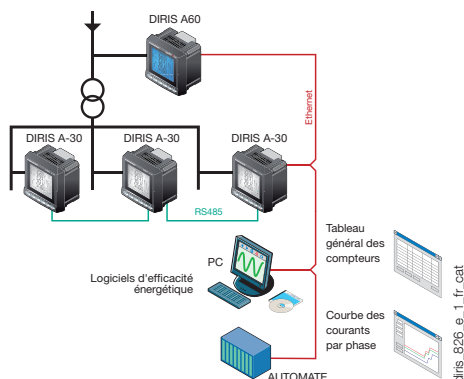 DIRIS A60
Ethernet
DIRIS A-30
DIRIS A-30
DIRIS A-30
RS485
Tableau
général des
compteurs
PC
Logiciels d'efficacité
énergétique
Courbe des
courants
par phase
AUTOMATE
diris_826_e_1_fr_cat